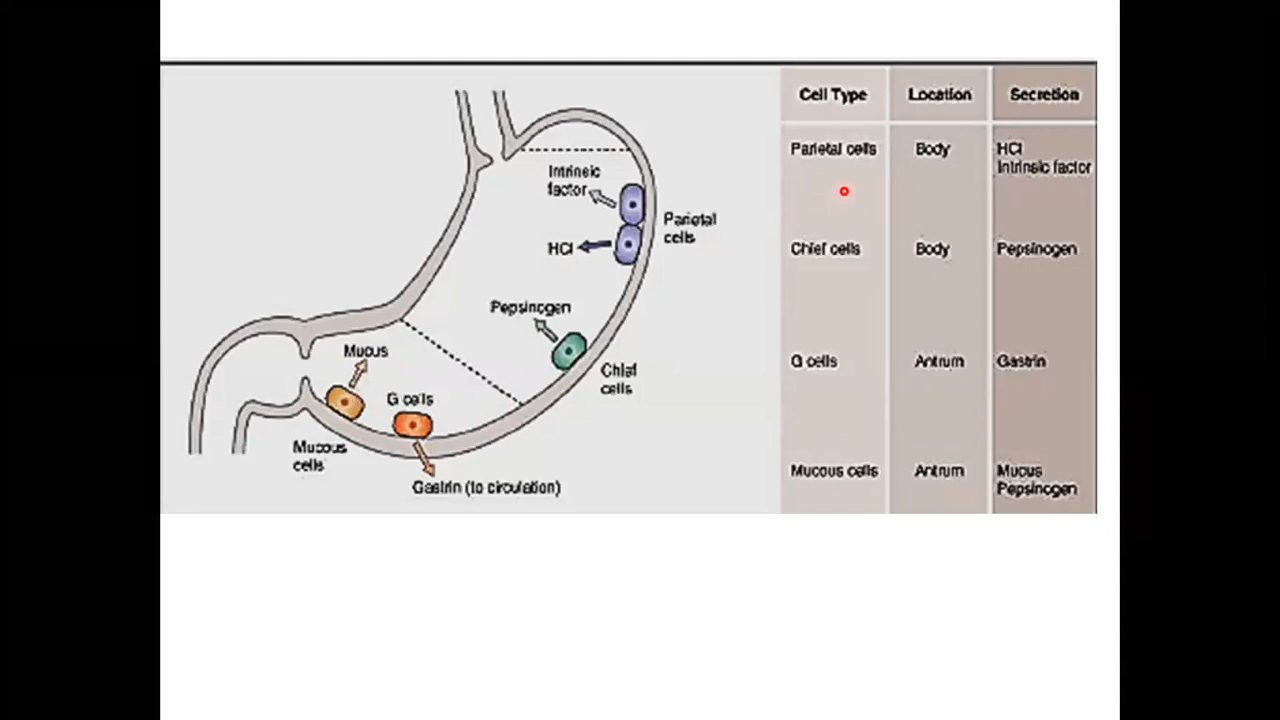 Intrinsic
factor
HCl
Parietal
cells
Pepsinogen
Chief
cells
Mucus
G cells
Mucous
cells
Gastrin (to circulation)
Cell Type Location Secretion
Parietal cells Body HCl
Intrinsic factor
Chief cells Body Pepsinogen
G cells Antrum Gastrin
Mucous cells Antrum Mucus
Pepsinogen